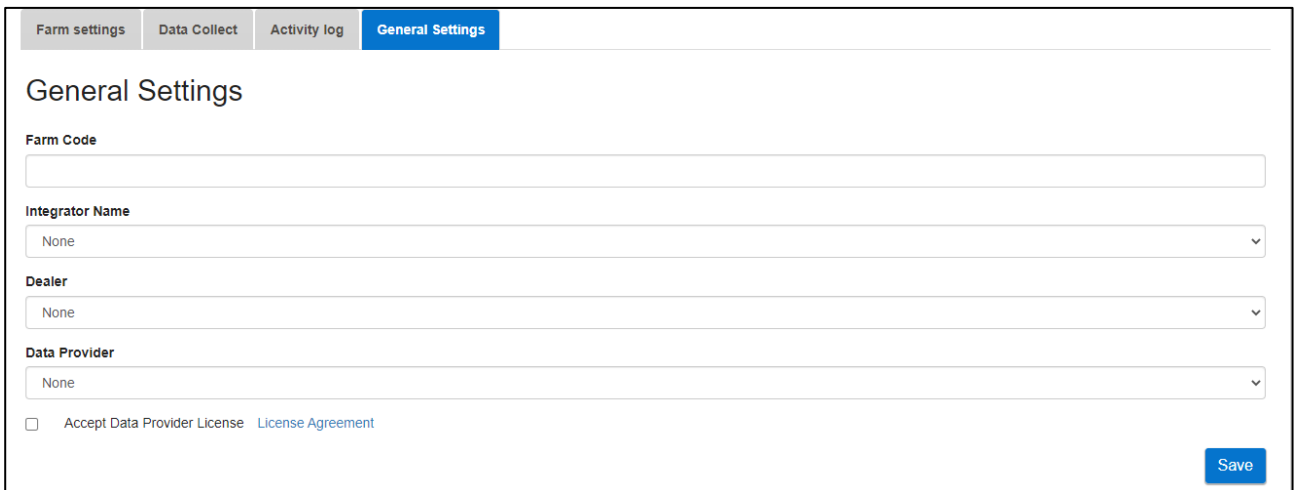 Farm settings Data Collect Activity log General Settings
General Settings
Farm Code
Integrator Name
None
Dealer
None
Data Provider
None
Accept Data Provider License License Agreement
Save